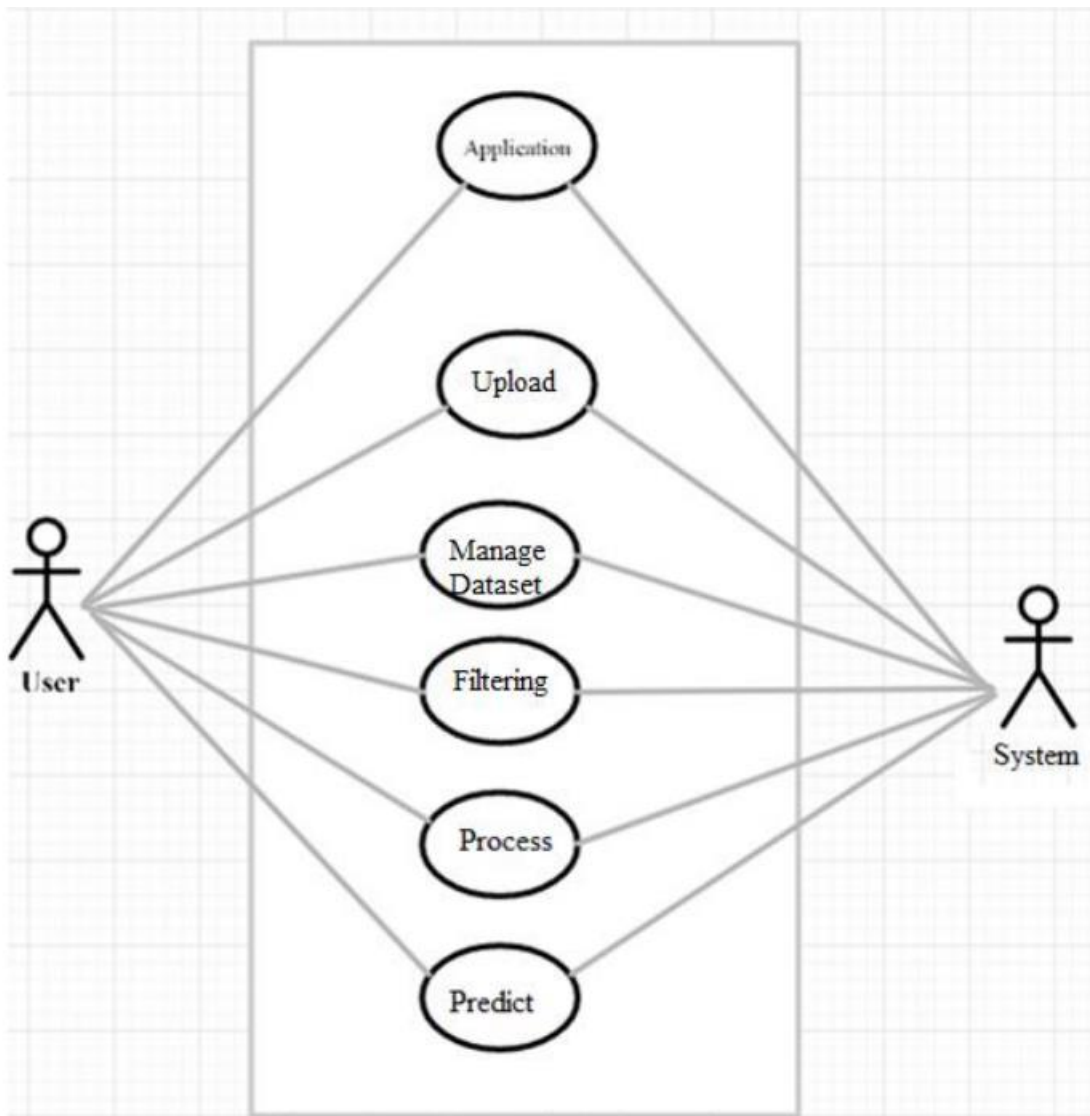 Application
Upload
Manage
Dataset
User
Filtering
System
Process
Predict